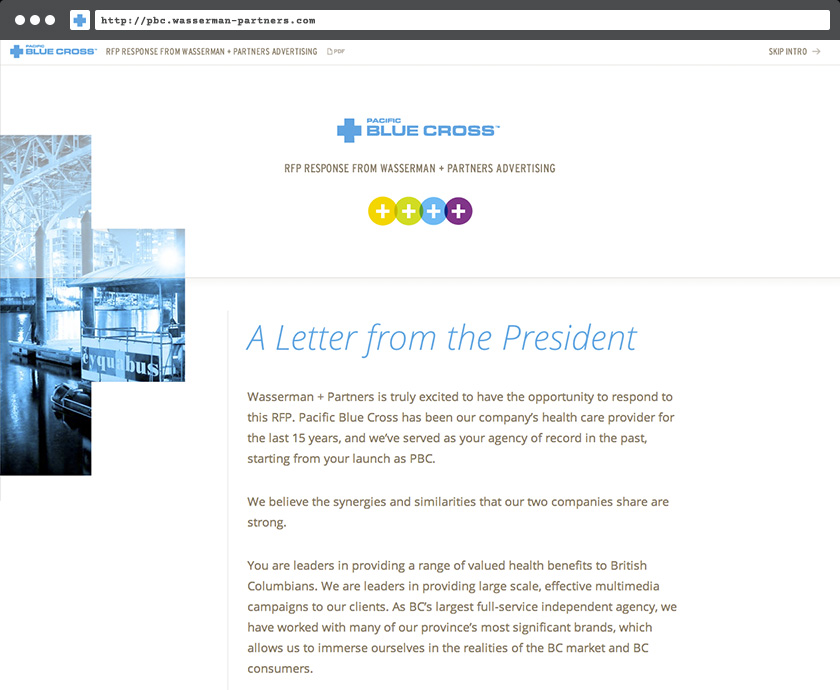 http://pbc.wasserman-partners.com
PACIFIC
BLUE CROSS™ RFP RESPONSE FROM WASSERMAN + PARTNERS ADVERTISING PDF SKIP INTRO →
PACIFIC
BLUE CROSS™
RFP RESPONSE FROM WASSERMAN + PARTNERS ADVERTISING
A Letter from the President
Wasserman + Partners is truly excited to have the opportunity to respond to
this RFP. Pacific Blue Cross has been our company’s health care provider for
the last 15 years, and we’ve served as your agency of record in the past,
starting from your launch as PBC.
We believe the synergies and similarities that our two companies share are
strong.
You are leaders in providing a range of valued health benefits to British
Columbians. We are leaders in providing large scale, effective multimedia
campaigns to our clients. As BC’s largest full-service independent agency, we
have worked with many of our province’s most significant brands, which
allows us to immerse ourselves in the realities of the BC market and BC
consumers.